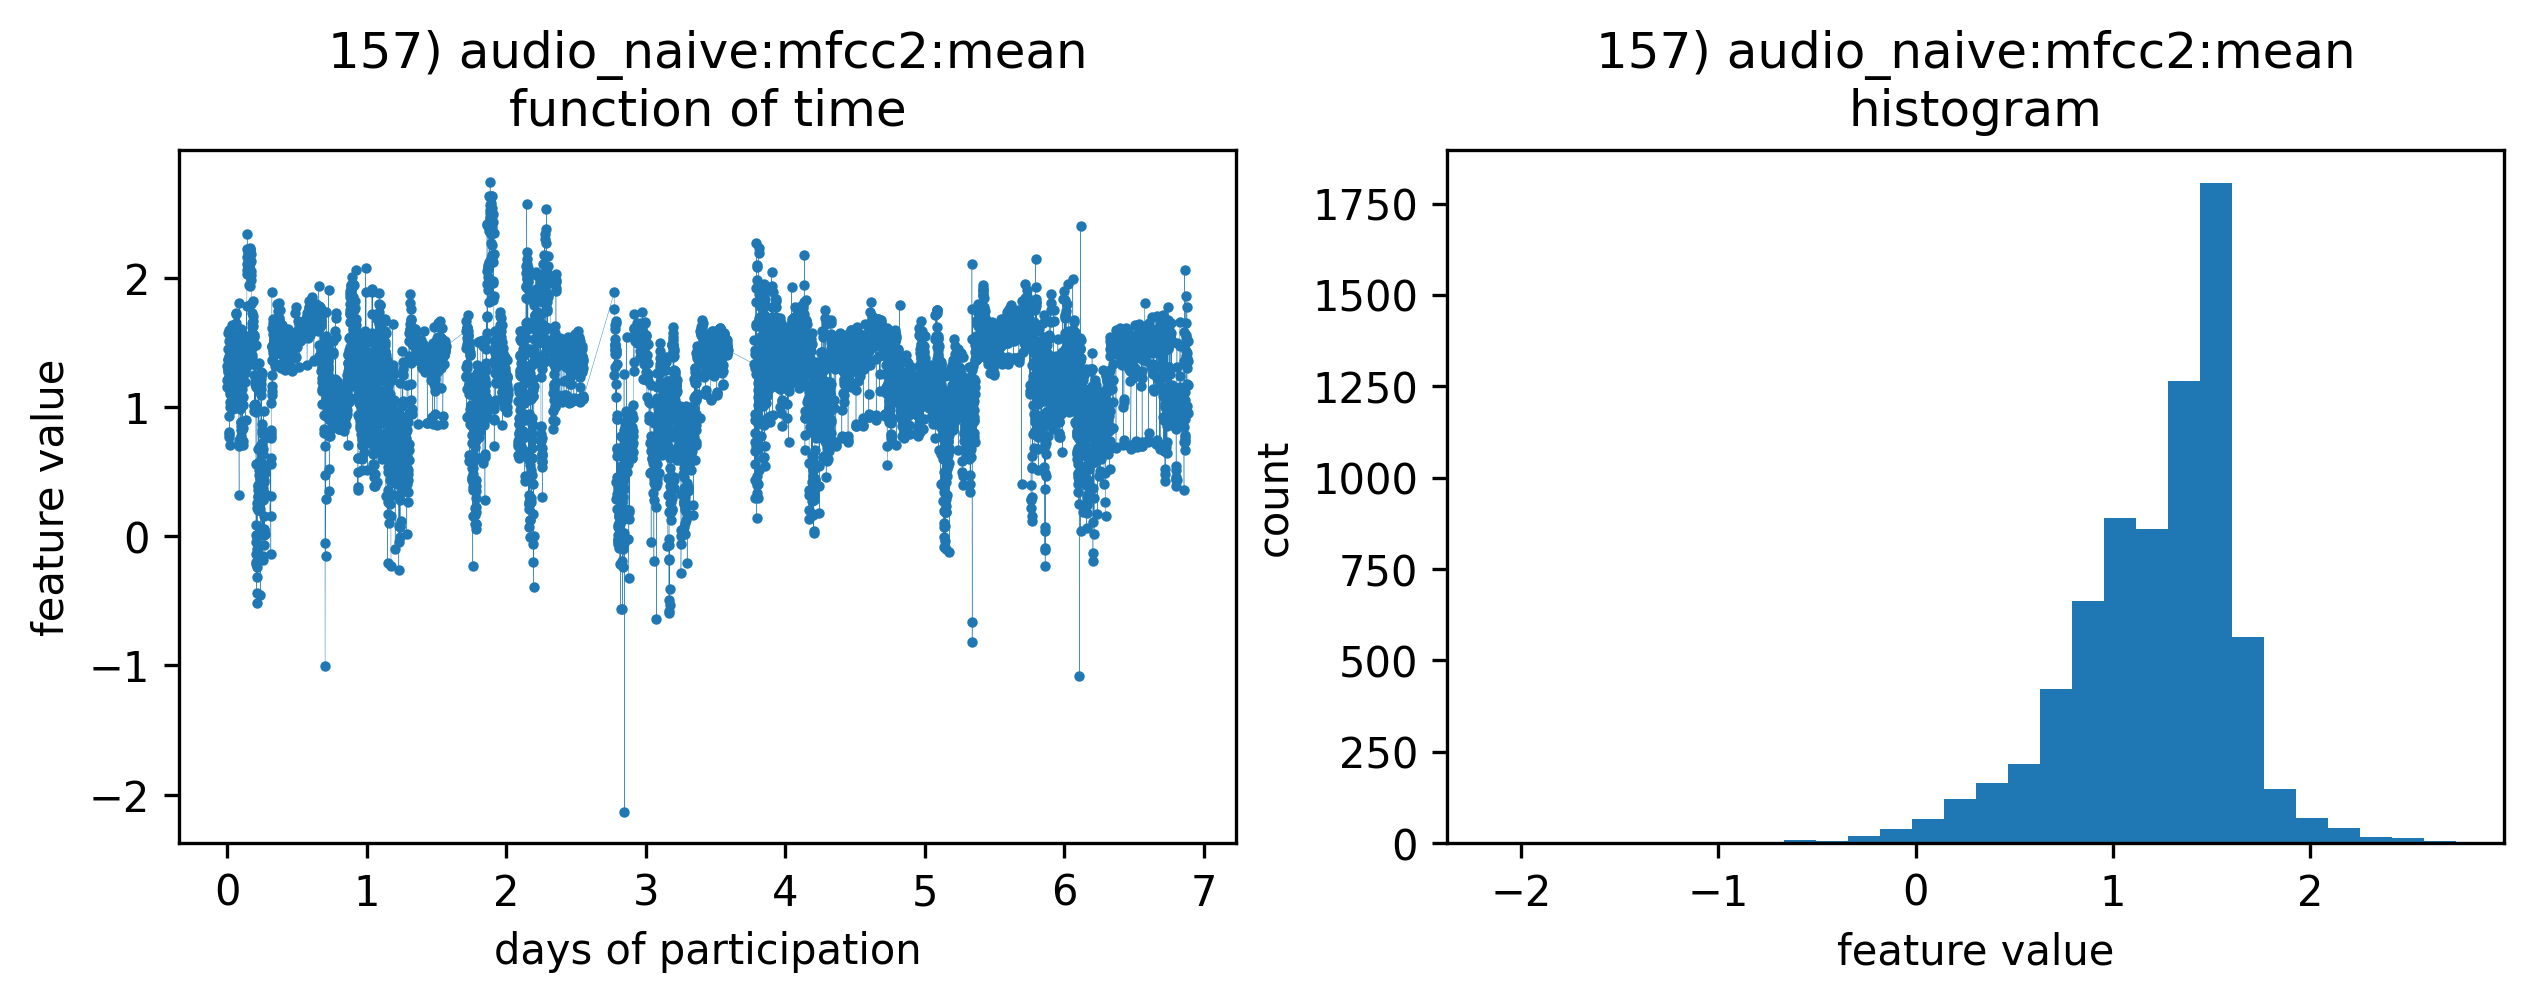 157) audio_naive:mfcc2:mean
function of time
feature value
2
1
0
−1
−2
0 1 2 3 4 5 6 7
days of participation
157) audio_naive:mfcc2:mean
histogram
count
1750
1500
1250
1000
750
500
250
0
−2 −1 0 1 2
feature value